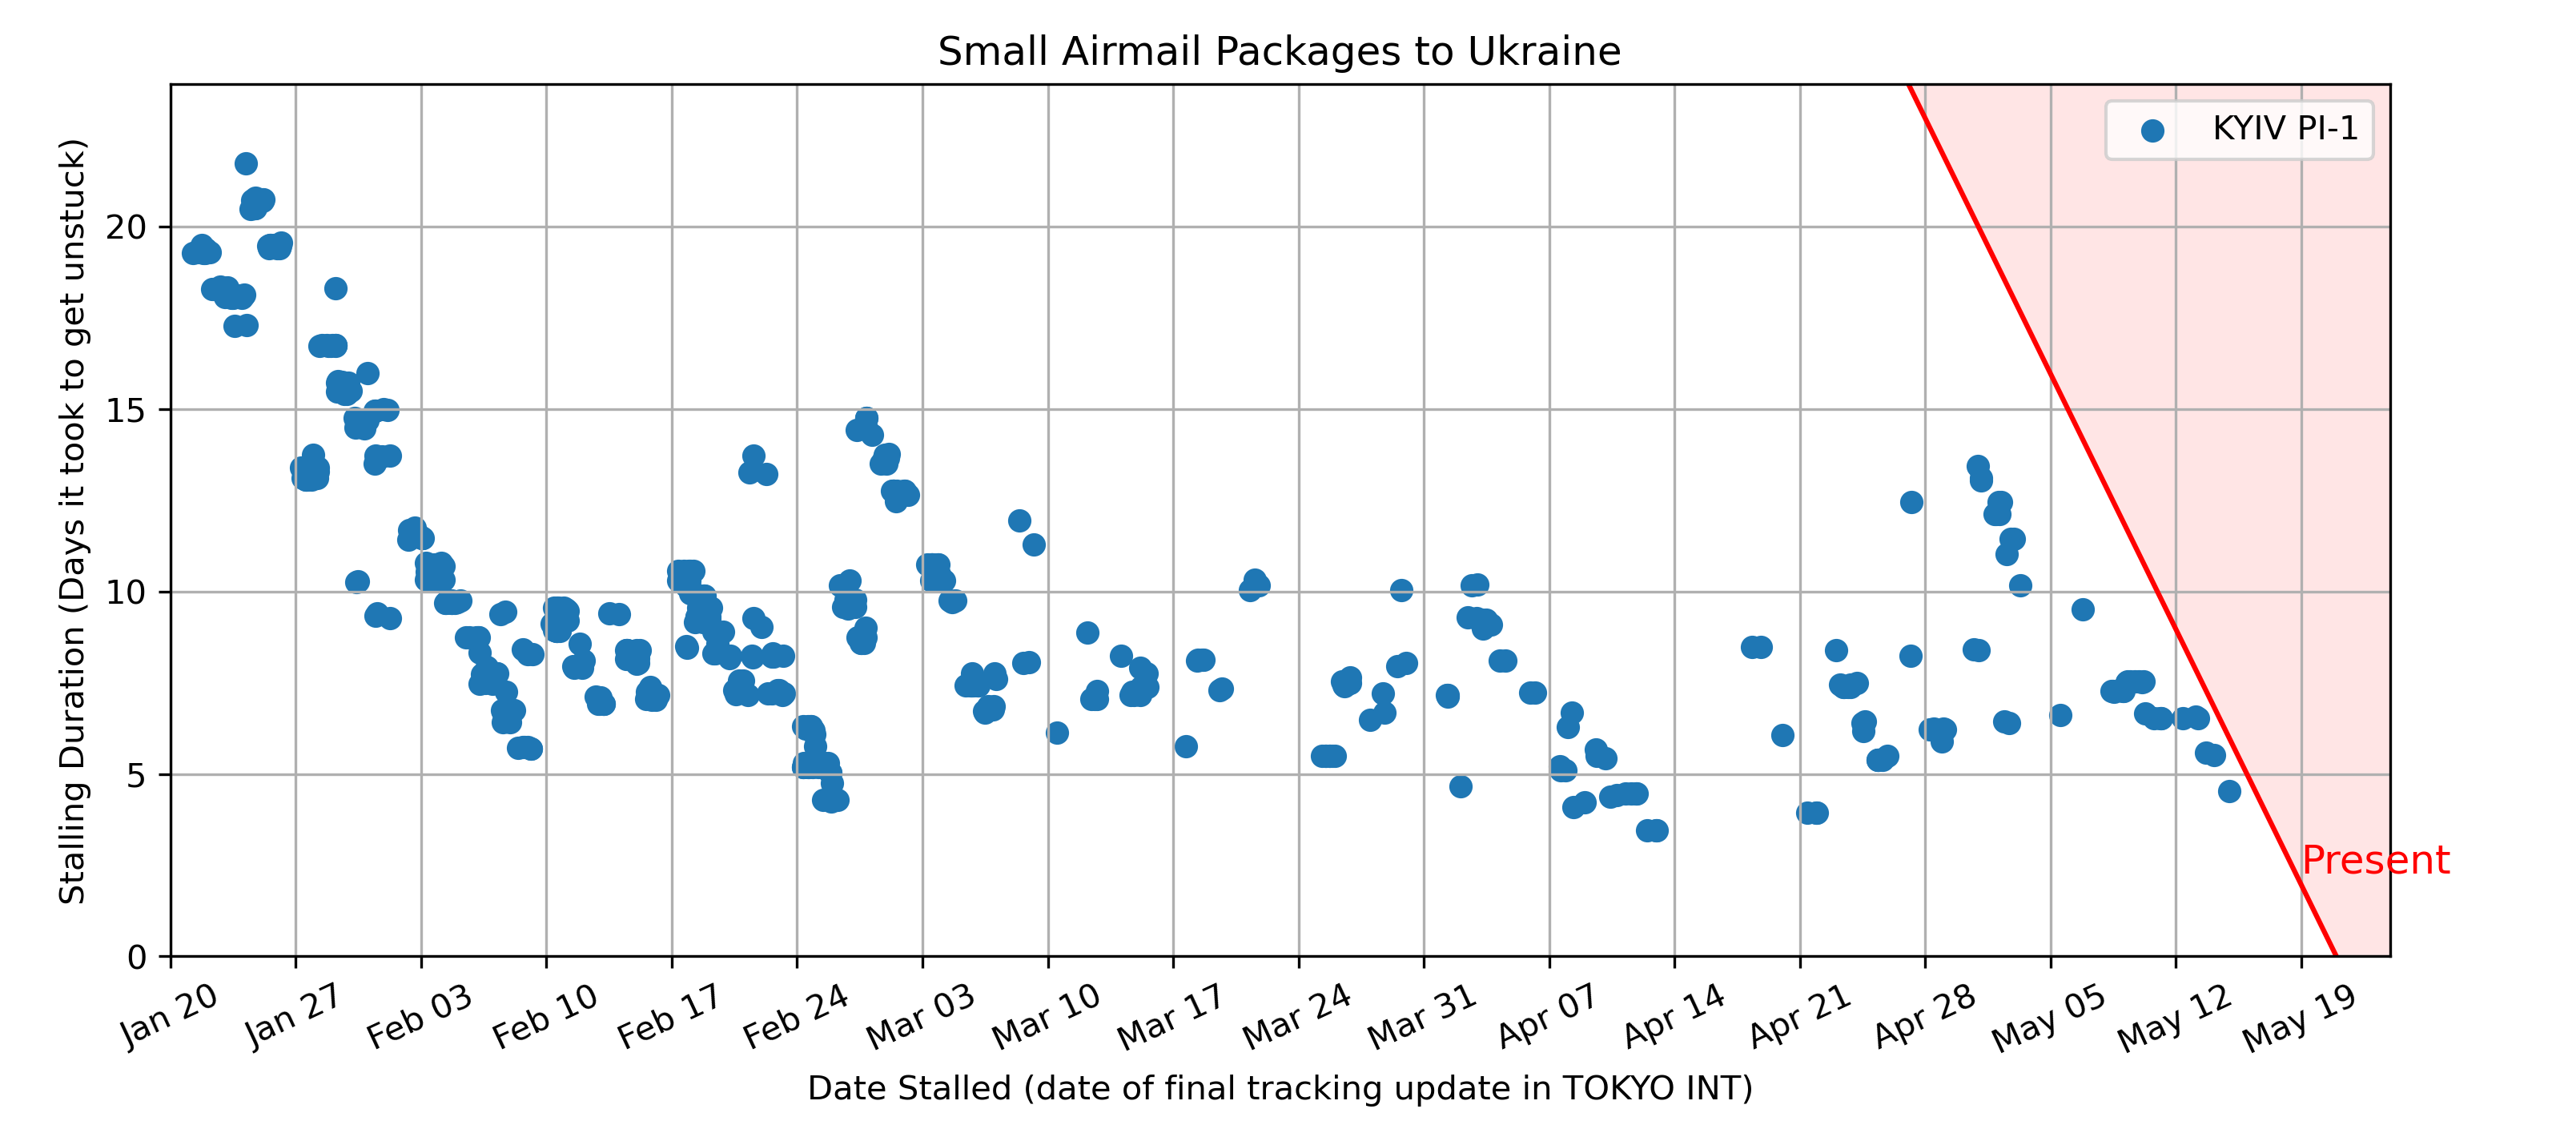 Small Airmail Packages to Ukraine
KYIV PI-1
Stalling Duration (Days it took to get unstuck)
20
15
10
5
0
Present
Jan 20
Jan 27
Feb 03
Feb 10
Feb 17
Feb 24
Mar 03
Mar 10
Mar 17
Mar 24
Mar 31
Apr 07
Apr 14
Apr 21
Apr 28
May 05
May 12
May 19
Date Stalled (date of final tracking update in TOKYO INT)